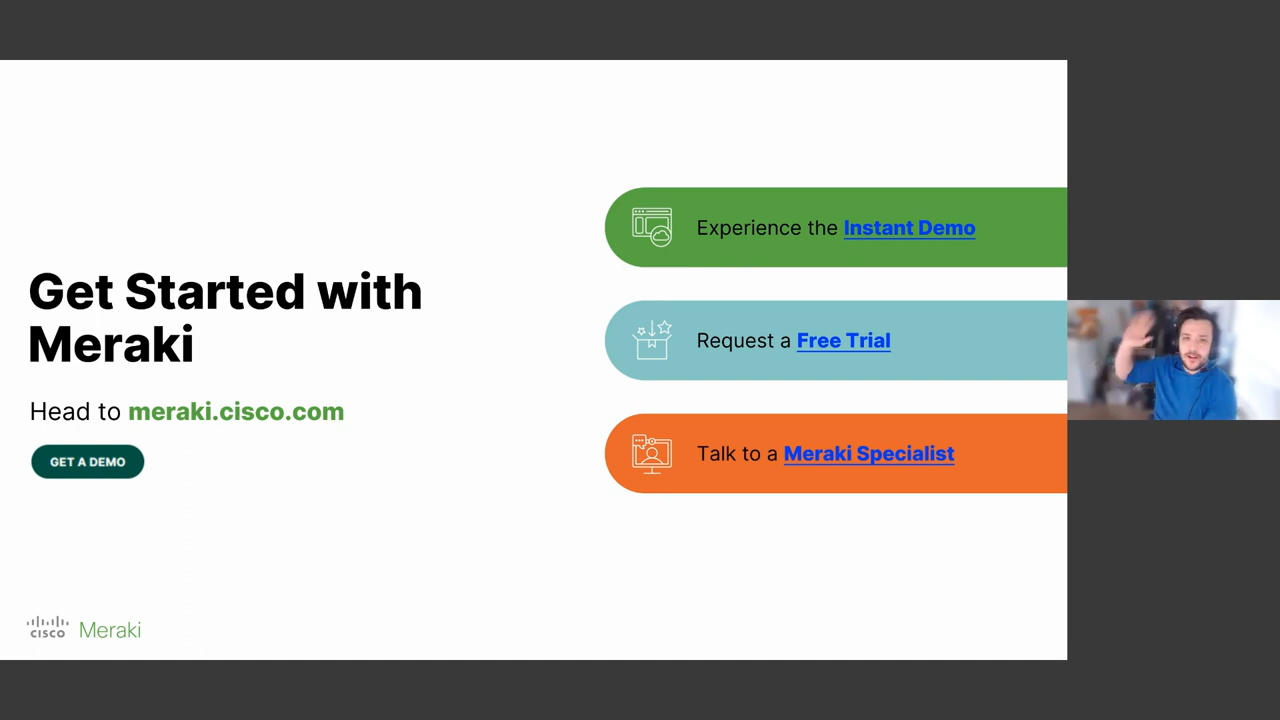 Get Started with
Meraki
Head to meraki.cisco.com
GET A DEMO
Experience the Instant Demo
Request a Free Trial
Talk to a Meraki Specialist
cisco Meraki